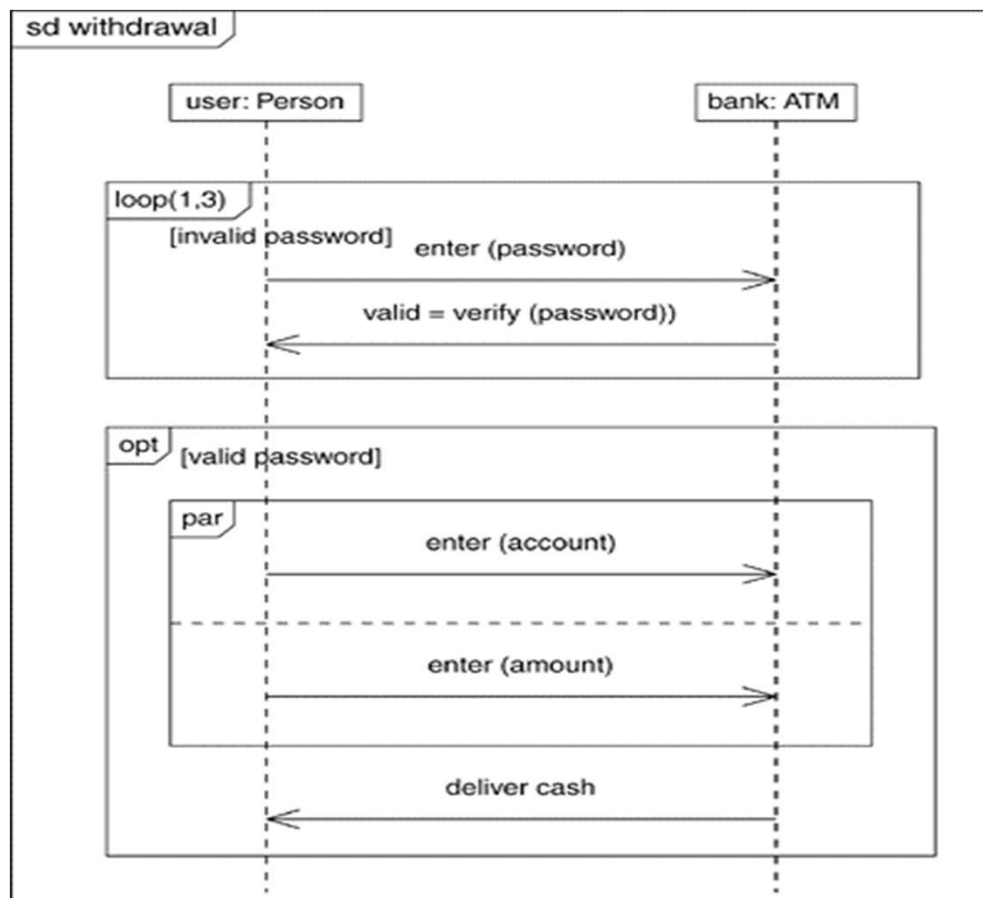 sd withdrawal
user: Person
bank: ATM
loop(1,3)
[invalid password]
enter (password)
valid = verify (password))
opt
[valid password]
par
enter (account)
enter (amount)
deliver cash